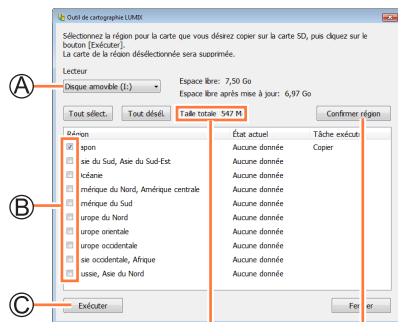 Outil de cartographie LUMIX
Sélectionnez la région pour la carte que vous désirez copier sur la carte SD, puis cliquez sur le
bouton [Exécuter].
La carte de la région désélectionnée sera supprimée.
Lecteur
A
Disque amovible (I:)
Espace libre: 7,50 Go
Espace libre après mise à jour: 6,97 Go
Tout sélect. Tout désél. Taille totale 547 M Confirmer région
Région État actuel Tâche exécut
apon Aucune donnée Copier
sie du Sud, Asie du Sud-Est Aucune donnée
céanie Aucune donnée
mérique du Nord, Amérique centrale Aucune donnée
B
mérique du Sud Aucune donnée
urope du Nord Aucune donnée
urope orientale Aucune donnée
urope occidentale Aucune donnée
sie occidentale, Afrique Aucune donnée
ussie, Asie du Nord Aucune donnée
C
Exécuter Fer er